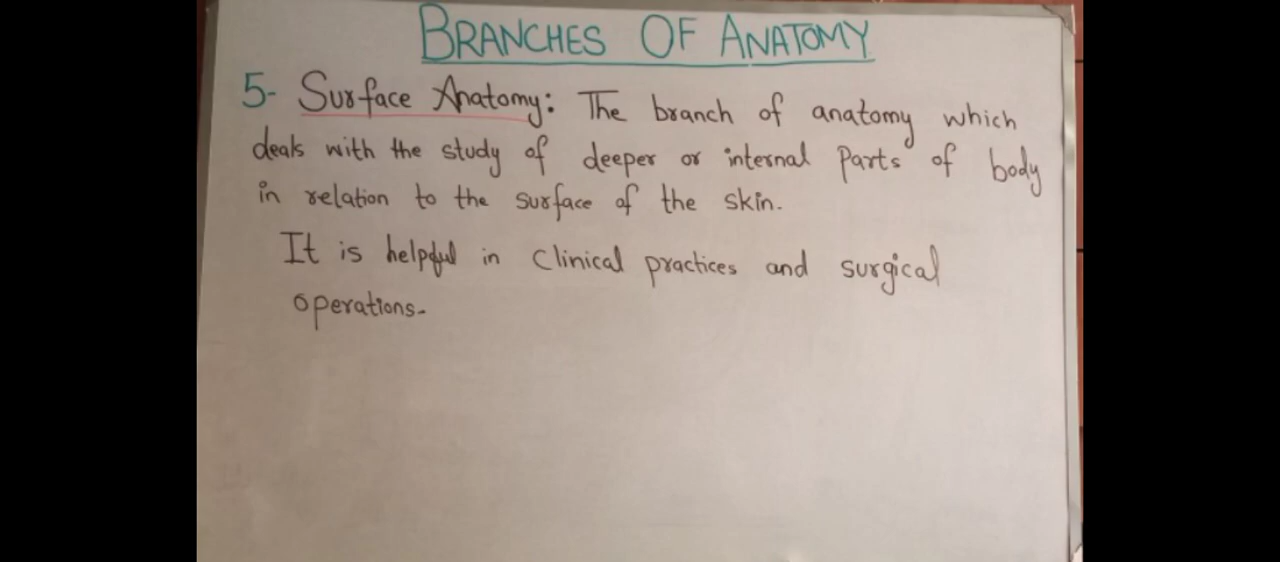 BRANCHES OF ANATOMY
5- Surface Anatomy: The branch of anatomy which
deals with the study of deeper or internal Parts of body
in relation to the surface of the skin.
It is helpful in Clinical practices and surgical
operations.